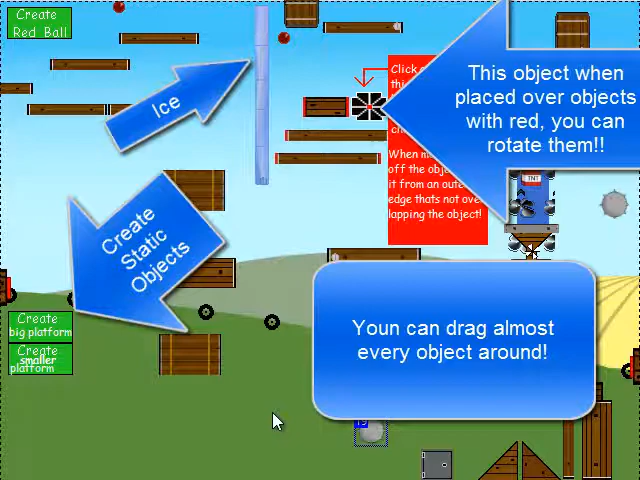 Create
Red Ball
Ice
Click
this
ch
When m
off the obje
it from an oute
edge thats not ove
lapping the object!
This object when
placed over objects
with red, you can
rotate them!!
TNT
Create
Static
Objects
Create
big platform
Create
smaller
platform
Youn can drag almost
every object around!